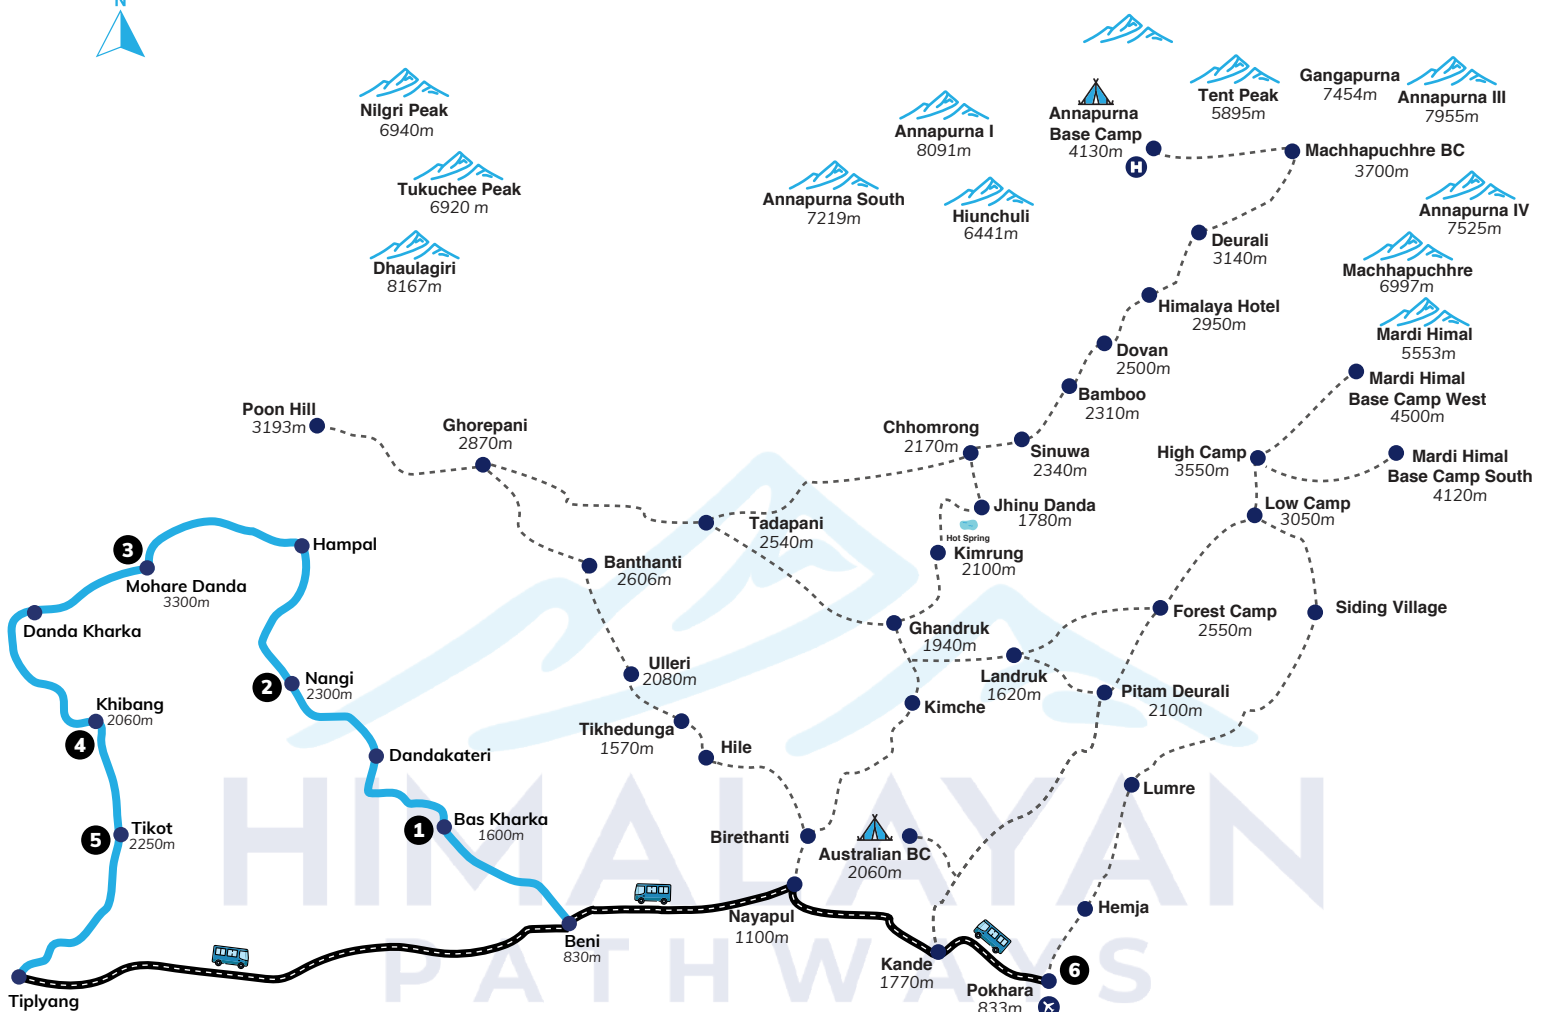 N
Nilgri Peak
6940m
Tukuchee Peak
6920 m
Dhaulagiri
8167m
Annapurna I
8091m
Annapurna South
7219m
Hiunchuli
6441m
Annapurna
Base Camp
4130m
H
Tent Peak
5895m
Gangapurna
7454m
Annapurna III
7955m
Machhapuchhre BC
3700m
Annapurna IV
7525m
Deurali
3140m
Machhapuchhre
6997m
Himalaya Hotel
2950m
Mardi Himal
5553m
Dovan
2500m
Bamboo
2310m
Mardi Himal
Base Camp West
4500m
Poon Hill
3193m
Ghorepani
2870m
Chhomrong
2170m
Sinuwa
2340m
High Camp
3550m
Mardi Himal
Base Camp South
4120m
Jhinu Danda
1780m
Hot Spring
Low Camp
3050m
Tadapani
2540m
Kimrung
2100m
Hampal
3
Mohare Danda
3300m
Banthanti
2606m
Danda Kharka
Ghandruk
1940m
Forest Camp
2550m
Siding Village
2
Nangi
2300m
Ulleri
2080m
Landruk
1620m
Pitam Deurali
2100m
Khibang
2060m
4
Kimche
Tikhedunga
1570m
Hile
Dandakateri
Lumre
1
Bas Kharka
1600m
5
Tikot
2250m
Birethanti
Australian BC
2060m
HIMALAYAN
PATHWAYS
Nayapul
1100m
Hemja
Beni
830m
Kande
1770m
6
Pokhara
833m
Tiplyang